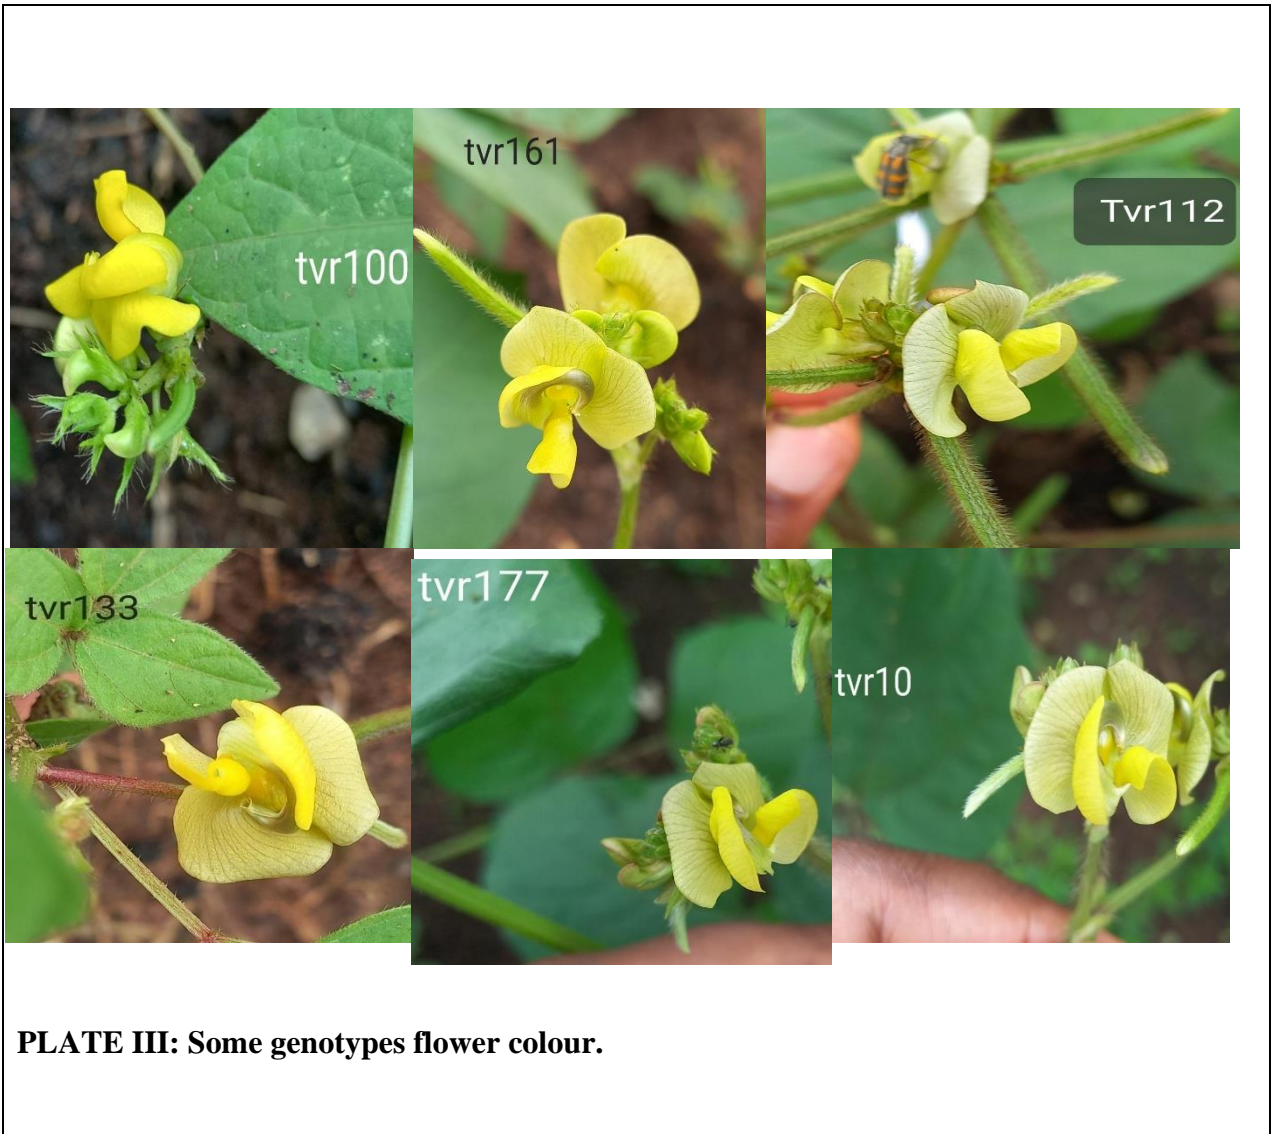 tvr100
tvr161
Tvr112
tvr133
tvr177
tvr10
PLATE III: Some genotypes flower colour.